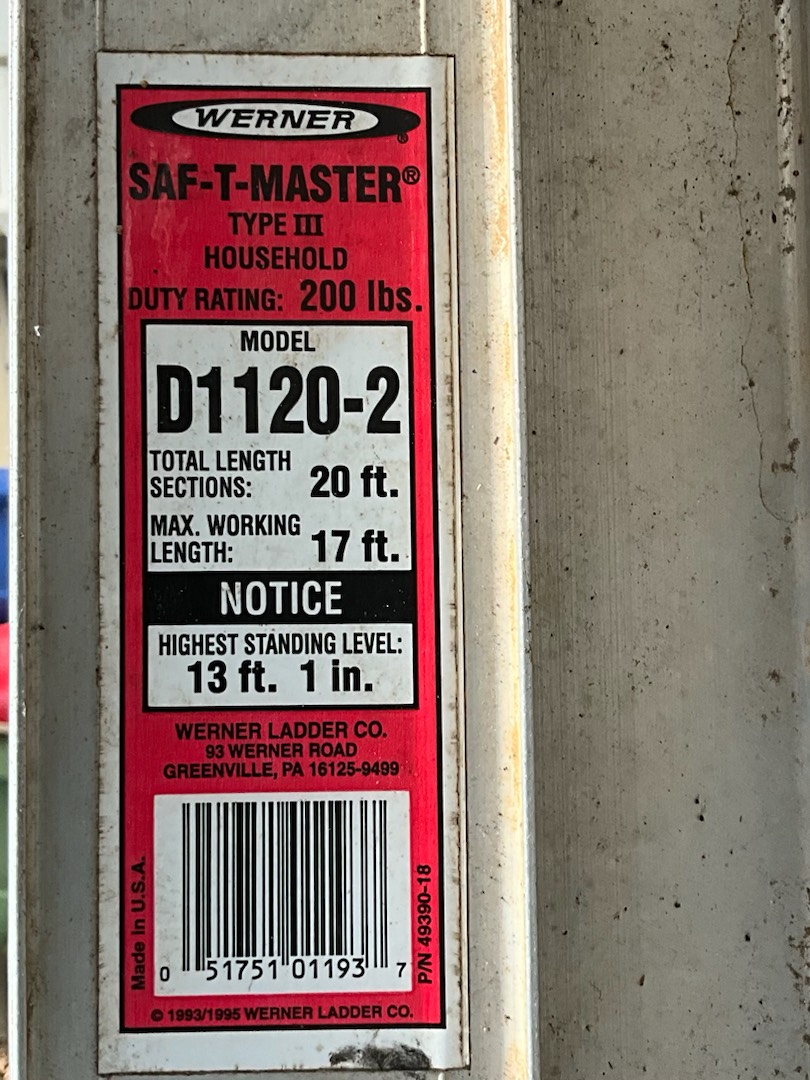 WERNER®
SAF-T-MASTER®
TYPE III
HOUSEHOLD
DUTY RATING: 200 lbs.
MODEL
D1120-2
TOTAL LENGTH
SECTIONS: 20 ft.
MAX. WORKING
LENGTH: 17 ft.
NOTICE
HIGHEST STANDING LEVEL:
13 ft. 1 in.
WERNER LADDER CO.
93 WERNER ROAD
GREENVILLE, PA 16125-9499
Made in U.S.A.
0 51751 01193 7
P/N 49390-18
© 1993/1995 WERNER LADDER CO.